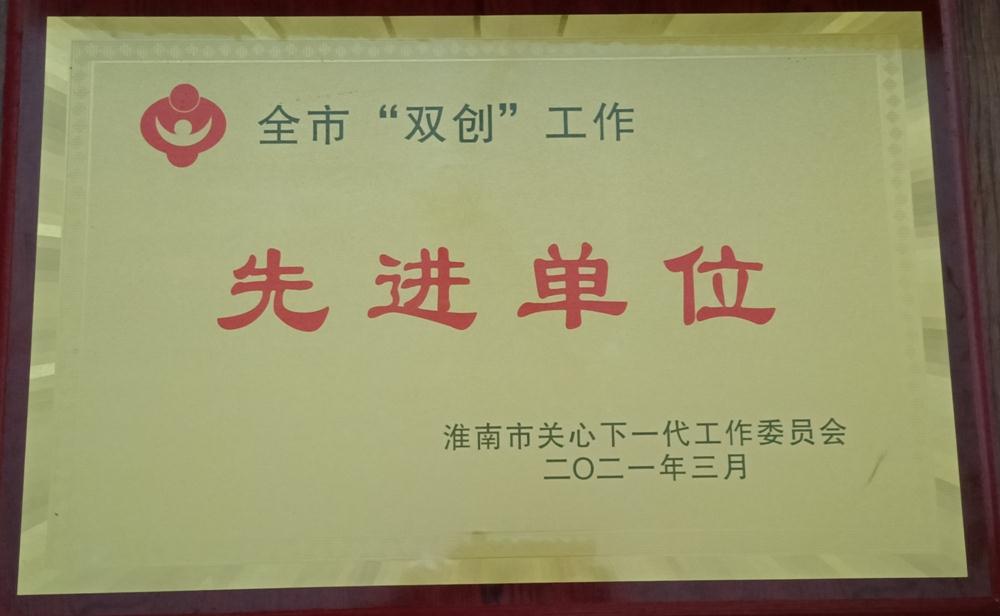 全市“双创”工作
先进单位
淮南市关心下一代工作委员会
二〇二一年三月